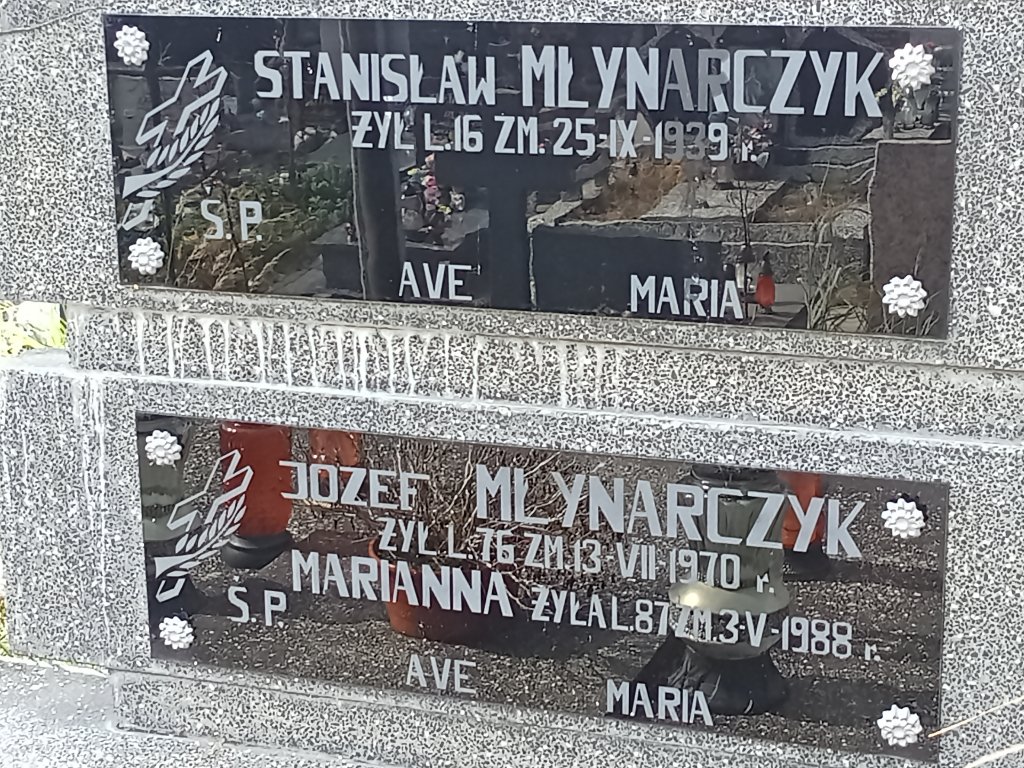 STANISŁAW MŁYNARCZYK
ŻYŁ L.16 ZM. 25-IX-1939 r.
Ś.P.
AVE MARIA
JÓZEF MŁYNARCZYK
ŻYŁ L.76 ZM.13-VII-1970 r.
MARIANNA ŻYŁA L.87 ZM.3-V-1988 r.
Ś.P.
AVE MARIA